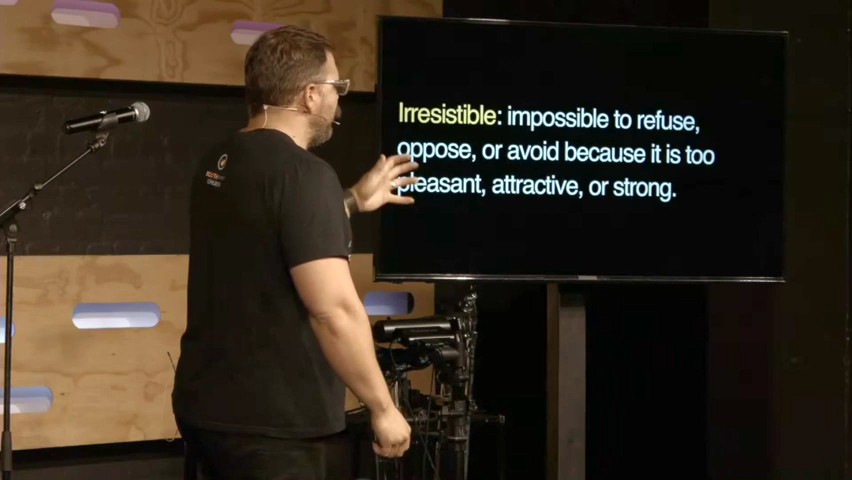 Irresistible: impossible to refuse,
oppose, or avoid because it is too
pleasant, attractive, or strong.